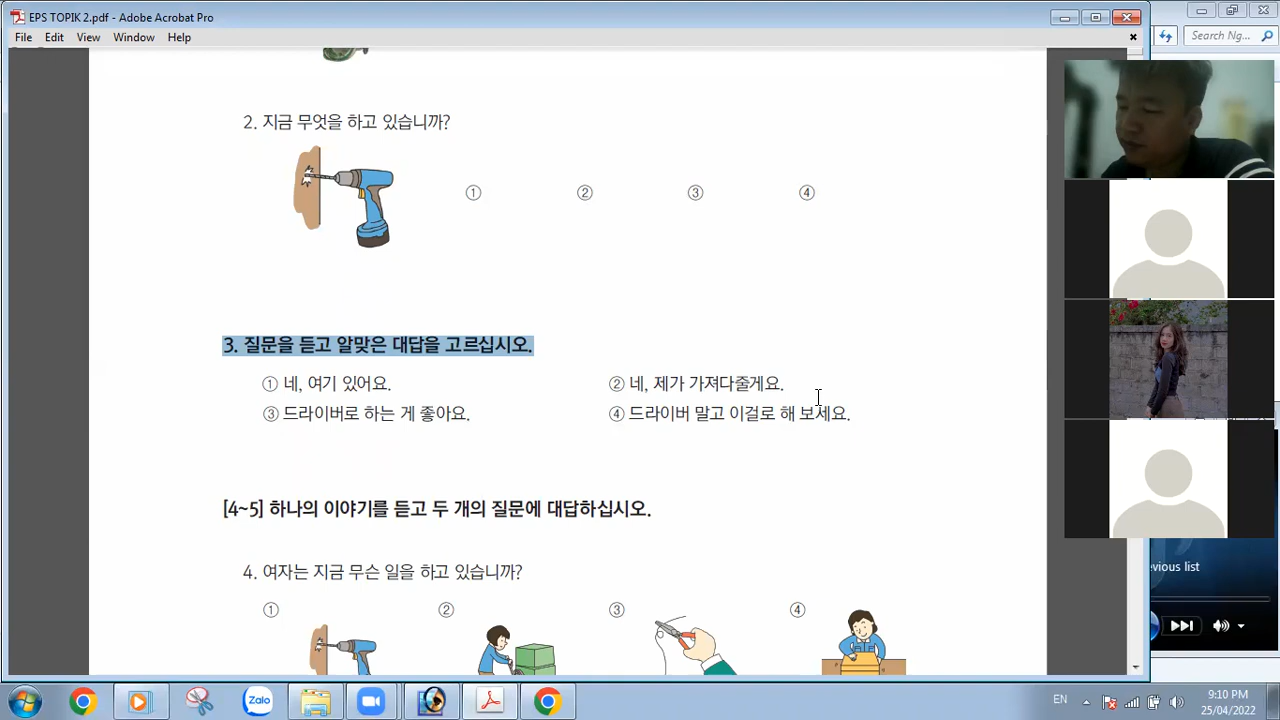 EPS TOPIK 2.pdf - Adobe Acrobat Pro
File Edit View Window Help
Search Ng...
2. 지금 무엇을 하고 있습니까?
① ② ③ ④
3. 질문을 듣고 알맞은 대답을 고르십시오.
① 네, 여기 있어요. ② 네, 제가 가져다줄게요.
③ 드라이버로 하는 게 좋아요. ④ 드라이버 말고 이걸로 해 보세요.
[4~5] 하나의 이야기를 듣고 두 개의 질문에 대답하십시오.
4. 여자는 지금 무슨 일을 하고 있습니까?
① ② ③ ④
evious list
Zalo
EN
9:10 PM
25/04/2022